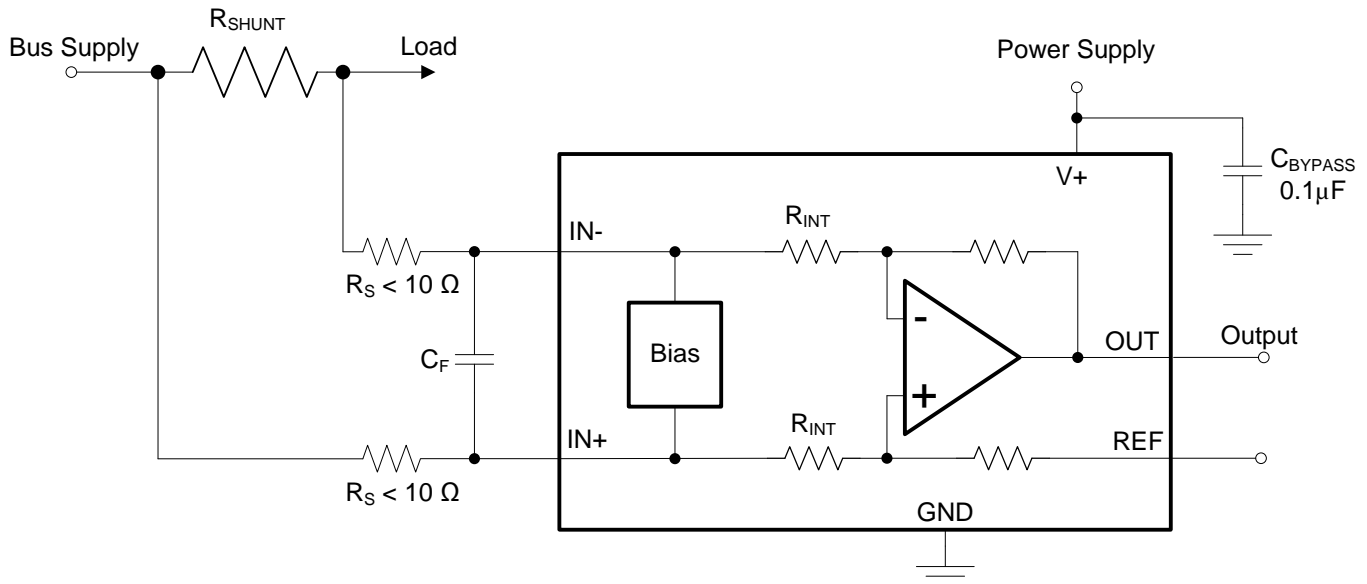 R_SHUNT
Bus Supply
Load
Power Supply
V+
C_BYPASS
0.1µF
R_INT
IN-
R_S < 10 Ω
-
Bias
OUT
Output
C_F
+
R_INT
IN+
REF
R_S < 10 Ω
GND